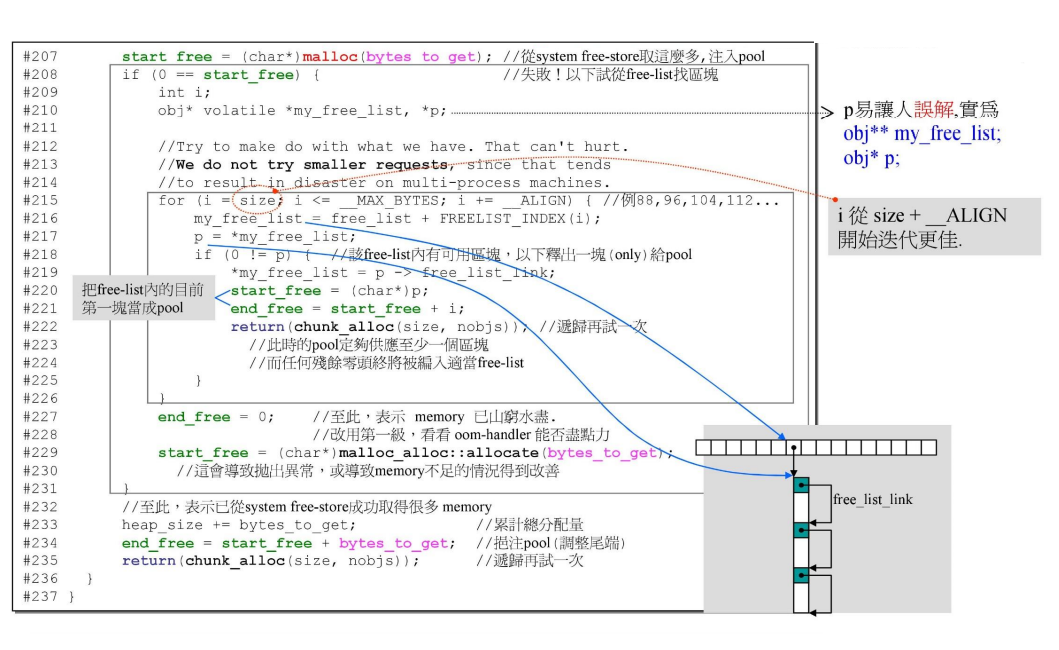 #207 start_free = (char*)malloc(bytes_to_get); //從system free-store取這麼多,注入pool
#208 if (0 == start_free) { //失敗！以下試從free-list找區塊
#209 int i;
#210 obj* volatile *my_free_list, *p;
#211
#212 //Try to make do with what we have. That can't hurt.
#213 //We do not try smaller requests, since that tends
#214 //to result in disaster on multi-process machines.
#215 for (i = size; i <= __MAX_BYTES; i += __ALIGN) { //例88,96,104,112...
#216 my_free_list = free_list + FREELIST_INDEX(i);
#217 p = *my_free_list;
#218 if (0 != p) { //該free-list內有可用區塊，以下釋出一塊(only)給pool
#219 *my_free_list = p -> free_list_link;
#220 start_free = (char*)p;
#221 end_free = start_free + i;
#222 return(chunk_alloc(size, nobjs)); //遞歸再試一次
#223 //此時的pool定夠供應至少一個區塊
#224 //而任何殘餘零頭終將被編入適當free-list
#225 }
#226 }
#227 end_free = 0; //至此，表示 memory 已山窮水盡.
#228 //改用第一級，看看 oom-handler 能否盡點力
#229 start_free = (char*)malloc_alloc::allocate(bytes_to_get);
#230 //這會導致拋出異常，或導致memory不足的情況得到改善
#231 }
#232 //至此，表示已從system free-store成功取得很多 memory
#233 heap_size += bytes_to_get; //累計總分配量
#234 end_free = start_free + bytes_to_get; //挹注pool(調整尾端)
#235 return(chunk_alloc(size, nobjs)); //遞歸再試一次
#236 }
#237 }
把free-list內的目前
第一塊當成pool
p易讓人誤解,實爲
obj** my_free_list;
obj* p;
i 從 size + __ALIGN
開始迭代更佳.
free_list_link